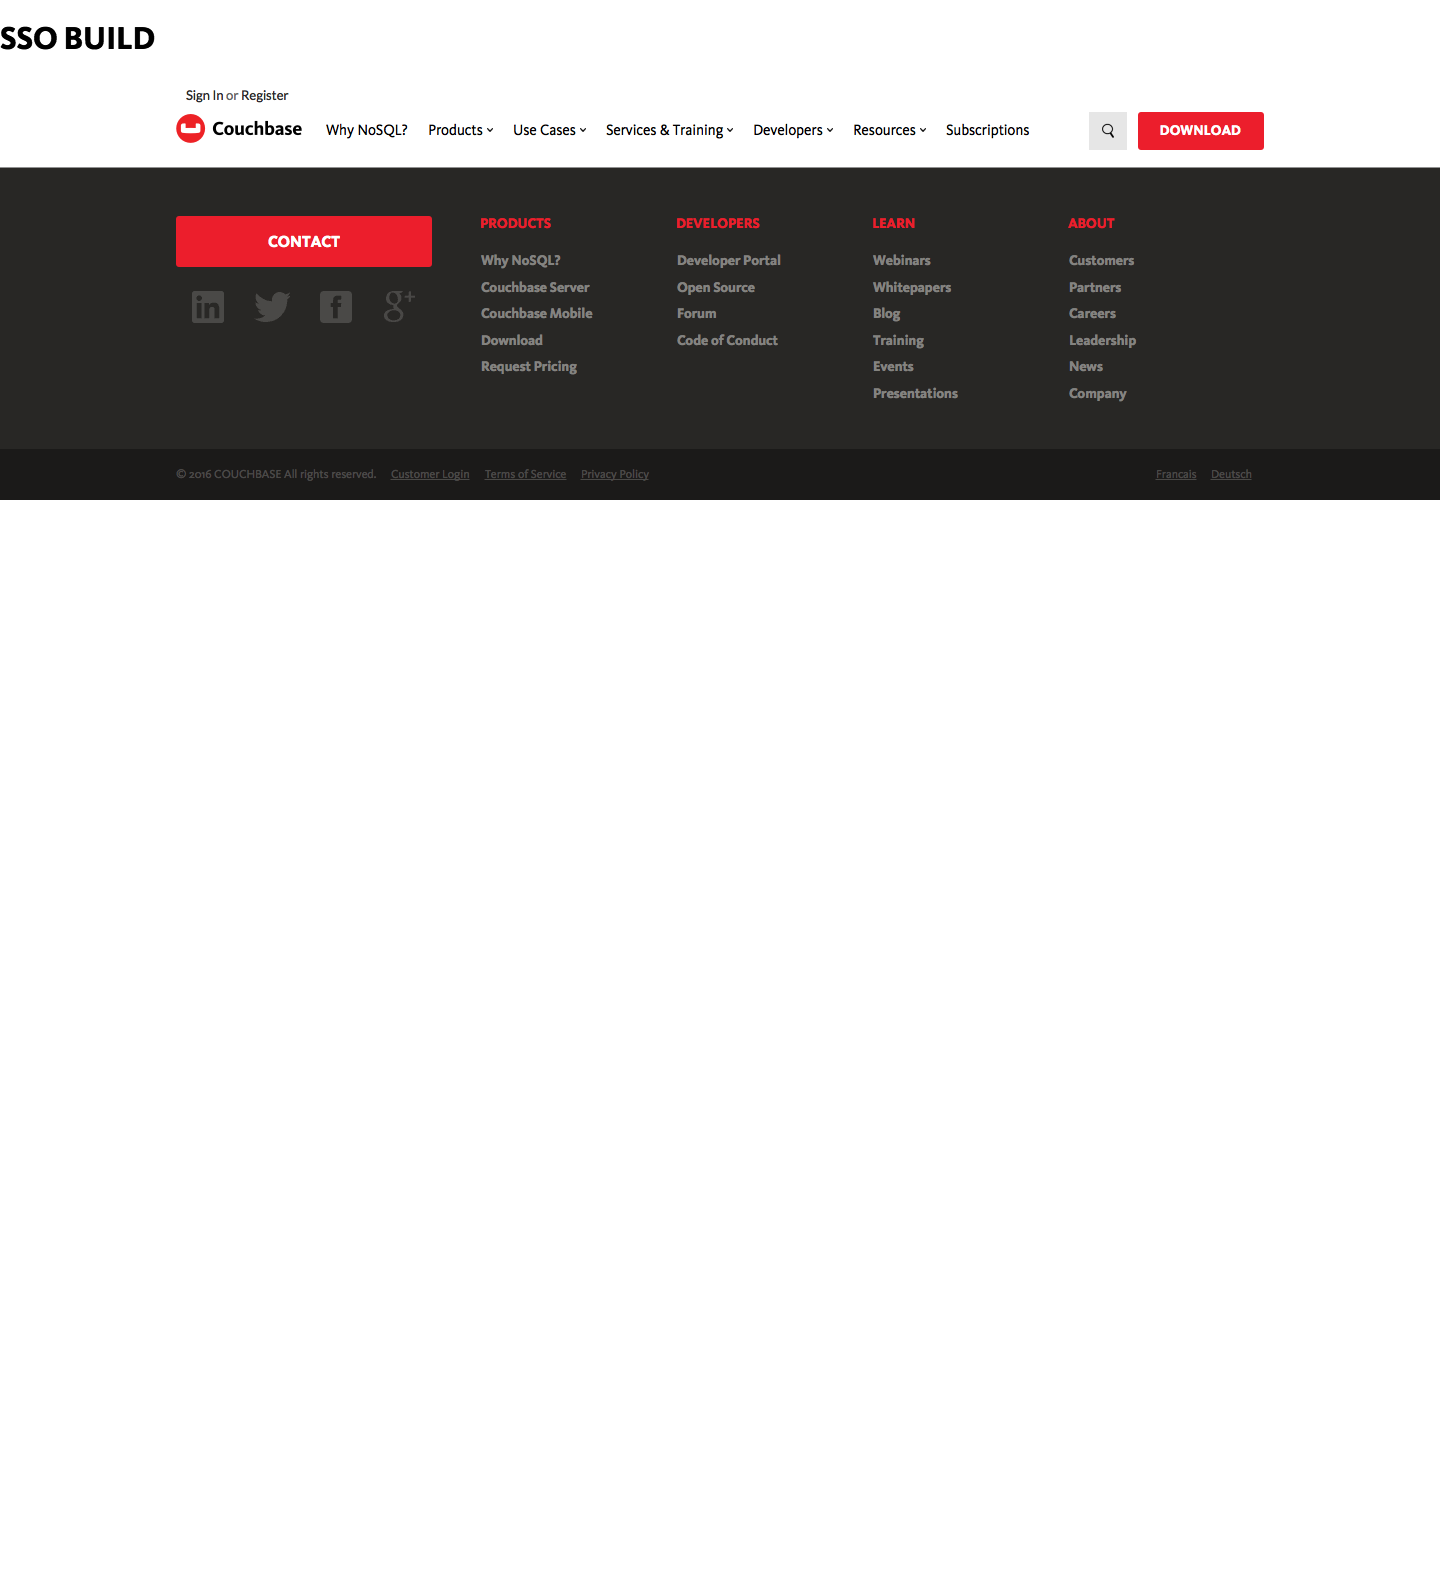 SSO BUILD
Sign In or Register
Couchbase Why NoSQL? Products Use Cases Services & Training Developers Resources Subscriptions DOWNLOAD
CONTACT
PRODUCTS
Why NoSQL?
Couchbase Server
Couchbase Mobile
Download
Request Pricing
DEVELOPERS
Developer Portal
Open Source
Forum
Code of Conduct
LEARN
Webinars
Whitepapers
Blog
Training
Events
Presentations
ABOUT
Customers
Partners
Careers
Leadership
News
Company
© 2016 COUCHBASE All rights reserved. Customer Login Terms of Service Privacy Policy Francais Deutsch